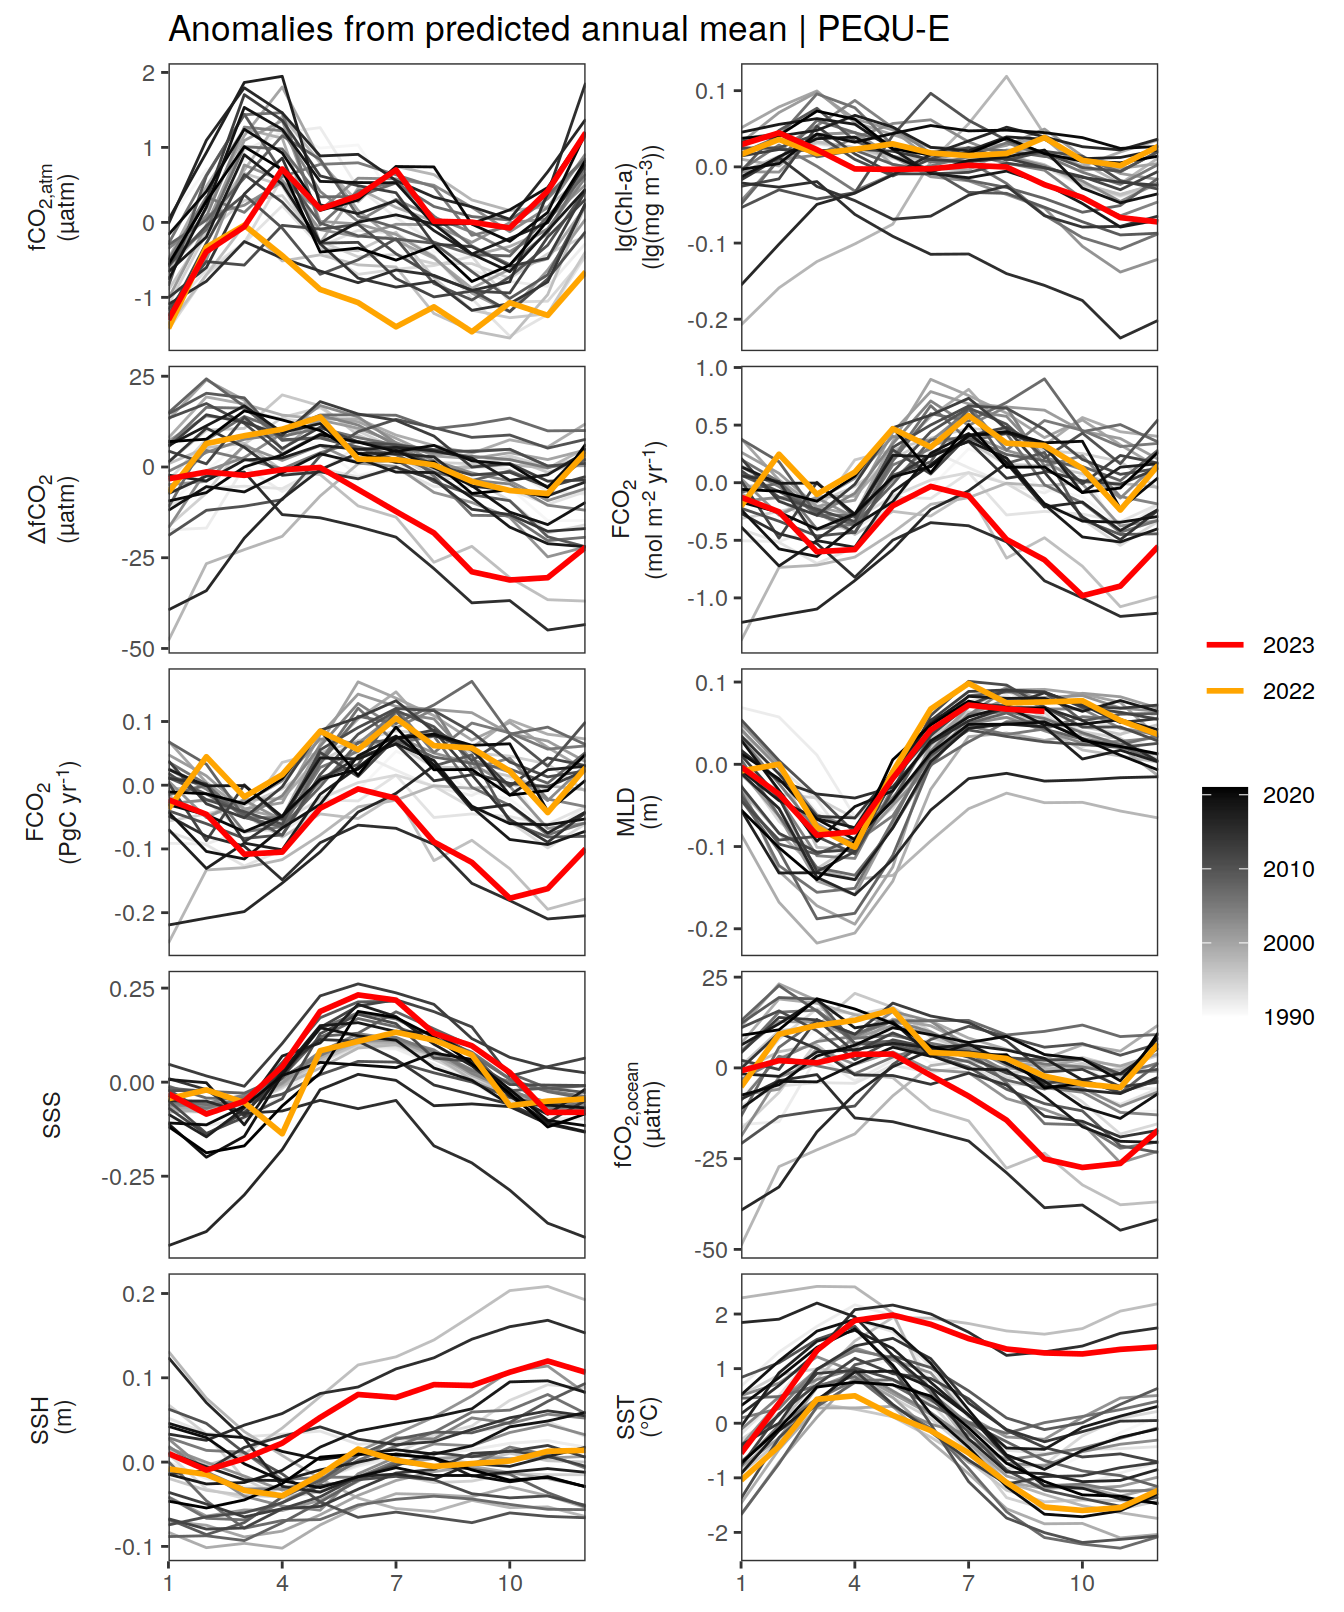 Anomalies from predicted annual mean | PEQU-E
fCO2,atm
(µatm)
2
1
0
-1
lg(Chl-a)
(lg(mg m-3))
0.1
0.0
-0.1
-0.2
ΔfCO2
(µatm)
25
0
-25
-50
FCO2
(mol m-2 yr-1)
1.0
0.5
0.0
-0.5
-1.0
FCO2
(PgC yr-1)
0.1
0.0
-0.1
-0.2
MLD
(m)
0.1
0.0
-0.1
-0.2
SSS
0.25
0.00
-0.25
fCO2,ocean
(µatm)
25
0
-25
-50
SSH
(m)
0.2
0.1
0.0
-0.1
1 4 7 10
SST
(°C)
2
1
0
-1
-2
1 4 7 10
2023
2022
2020
2010
2000
1990